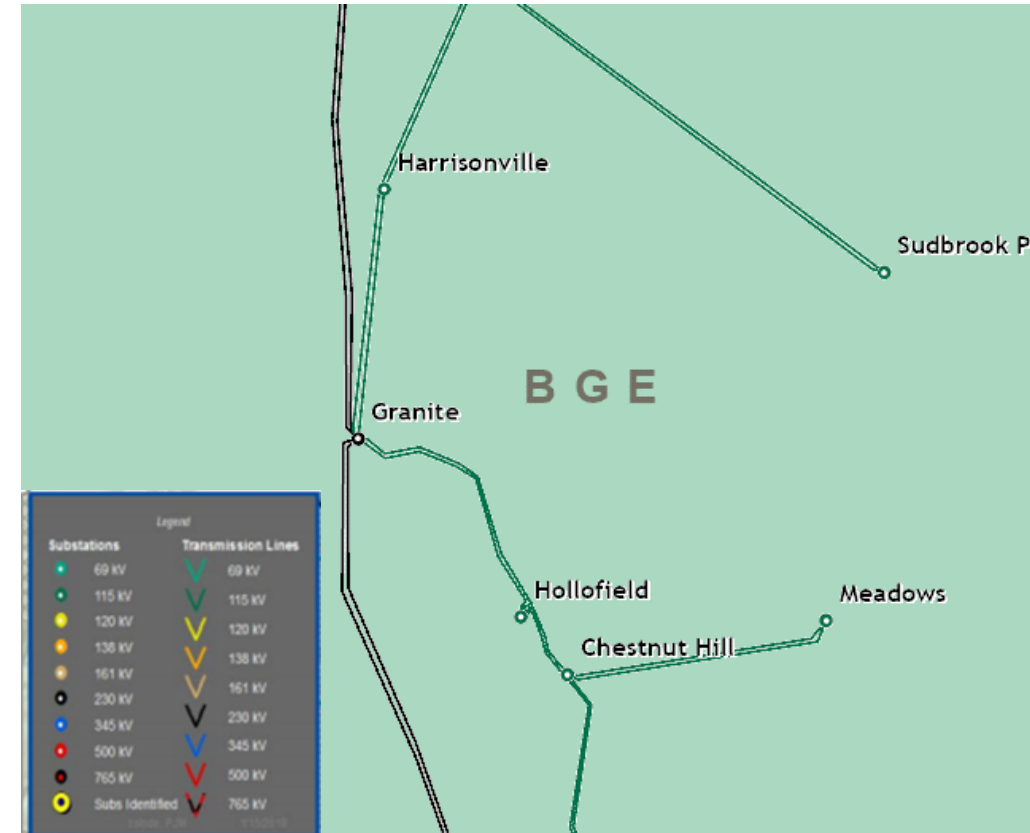 Harrisonville
Sudbrook P
B G E
Granite
Hollofield
Meadows
Chestnut Hill
Legend
Substations
69 kV
115 kV
120 kV
138 kV
161 kV
230 kV
345 kV
500 kV
765 kV
Subs Identified
Transmission Lines
69 kV
115 kV
120 kV
138 kV
161 kV
230 kV
345 kV
500 kV
765 kV